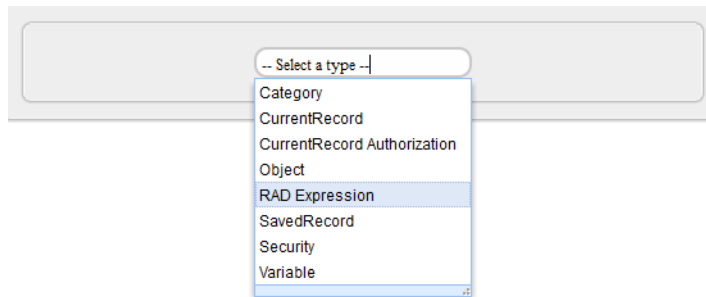 -- Select a type --
Category
CurrentRecord
CurrentRecord Authorization
Object
RAD Expression
SavedRecord
Security
Variable